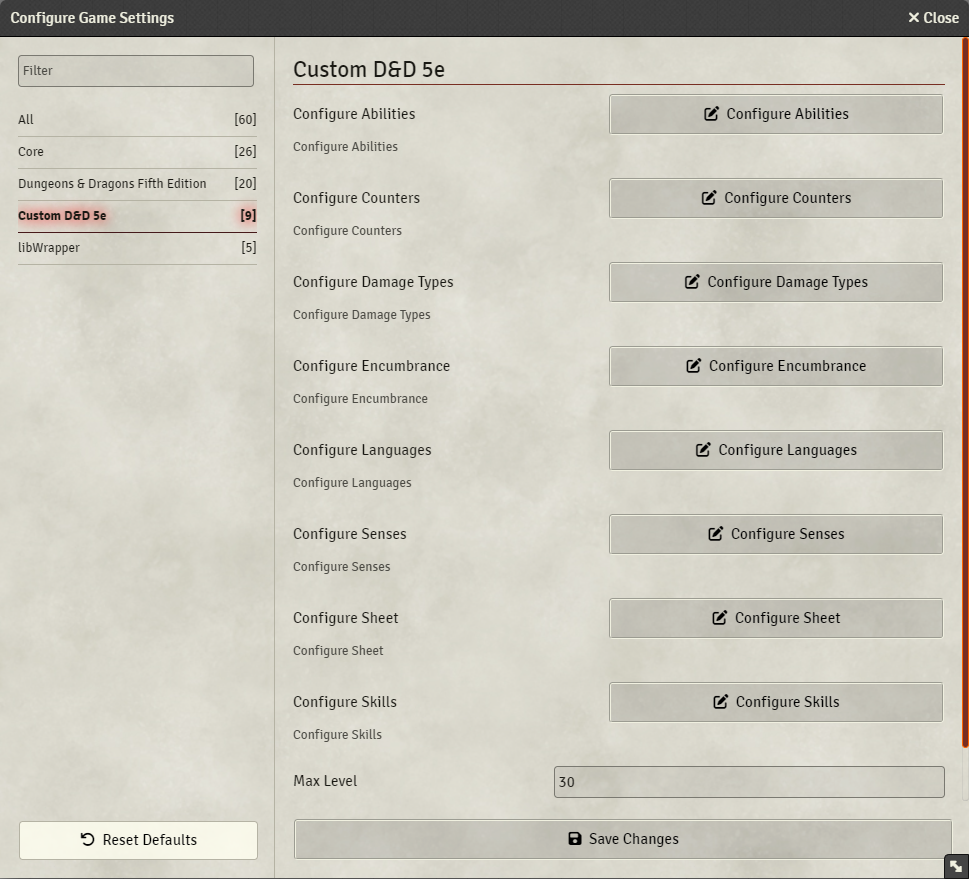 Configure Game Settings
Close
Filter
All [60]
Core [26]
Dungeons & Dragons Fifth Edition [20]
Custom D&D 5e [9]
libWrapper [5]
Reset Defaults
Custom D&D 5e
Configure Abilities Configure Abilities
Configure Abilities
Configure Counters Configure Counters
Configure Counters
Configure Damage Types Configure Damage Types
Configure Damage Types
Configure Encumbrance Configure Encumbrance
Configure Encumbrance
Configure Languages Configure Languages
Configure Languages
Configure Senses Configure Senses
Configure Senses
Configure Sheet Configure Sheet
Configure Sheet
Configure Skills Configure Skills
Configure Skills
Max Level 30
Save Changes